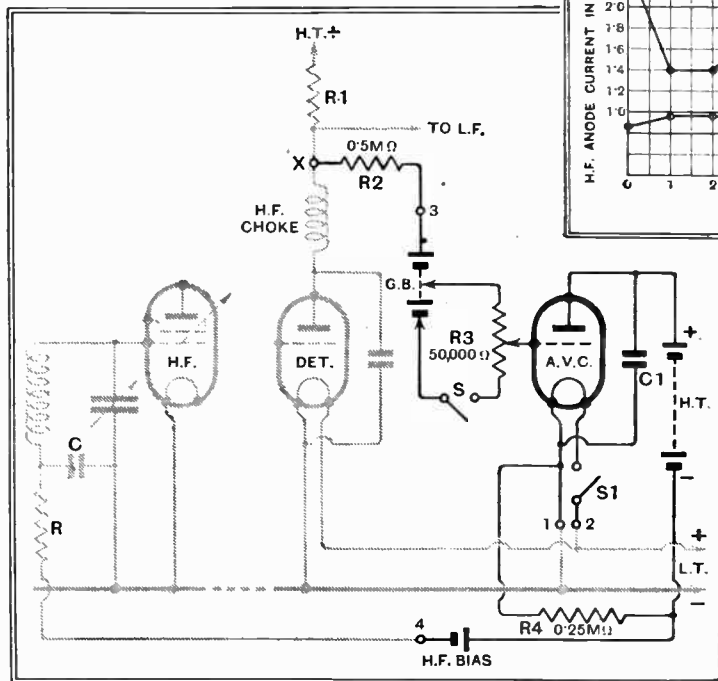 H.F. ANODE CURRENT IN
2·0
1·8
1·6
1·4
1·2
1·0
0 1 2
H.T.+
R1
TO L.F.
X
0·5MΩ
R2
3
H.F.
CHOKE
G.B.
R3
50,000 Ω
S
H.F.
DET.
A.V.C.
C1
+
H.T.
−
C
R
S1
1 2
+
L.T.
−
R4 0·25MΩ
4
H.F. BIAS